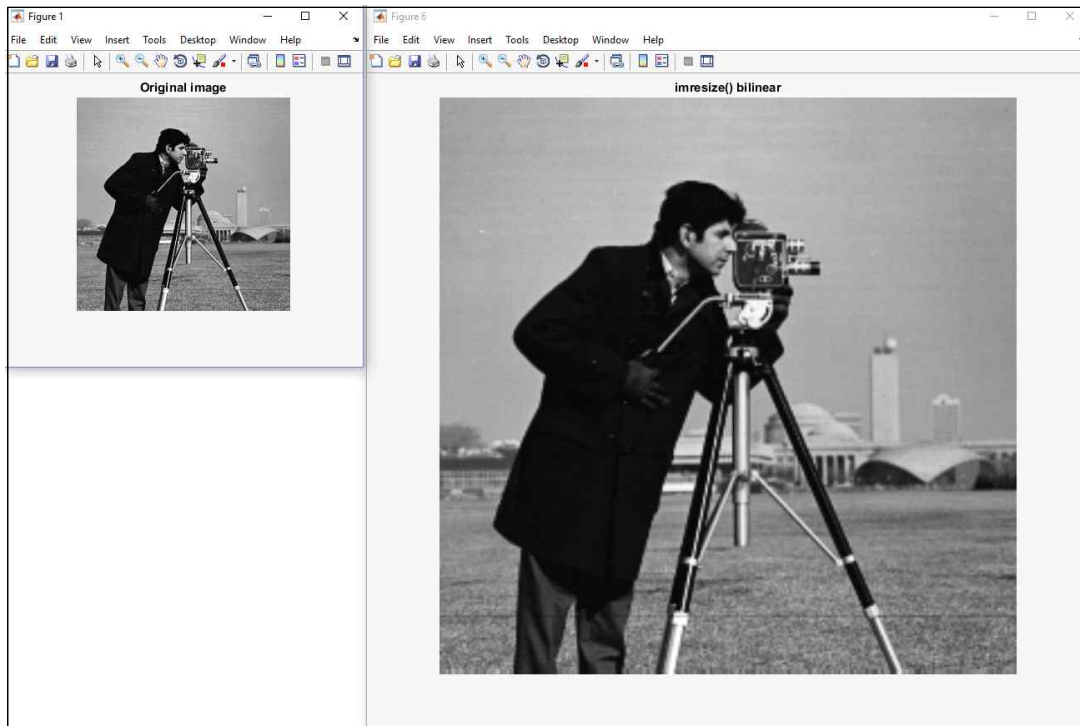 Figure 1
File Edit View Insert Tools Desktop Window Help
Original image
Figure 6
File Edit View Insert Tools Desktop Window Help
imresize() bilinear